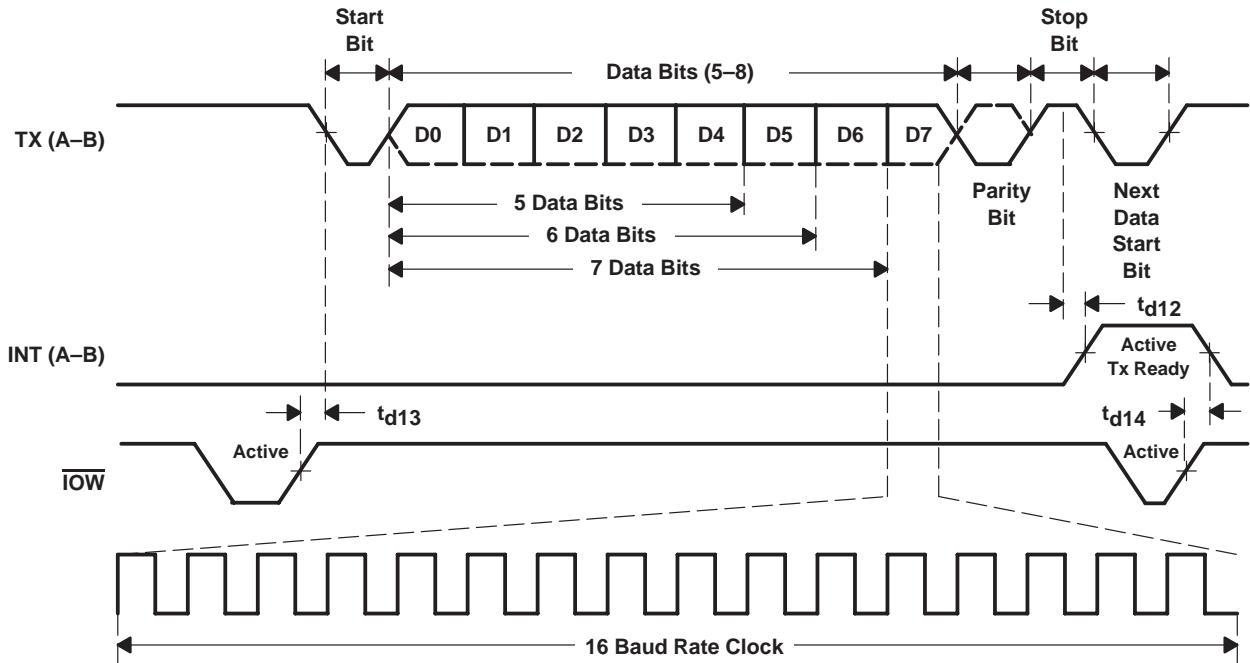 Start
Bit
Stop
Bit
Data Bits (5–8)
TX (A–B)
D0 D1 D2 D3 D4 D5 D6 D7
Parity
Bit
Next
Data
Start
Bit
5 Data Bits
6 Data Bits
7 Data Bits
td12
INT (A–B)
Active
Tx Ready
td13
td14
Active
Active
IOW
16 Baud Rate Clock